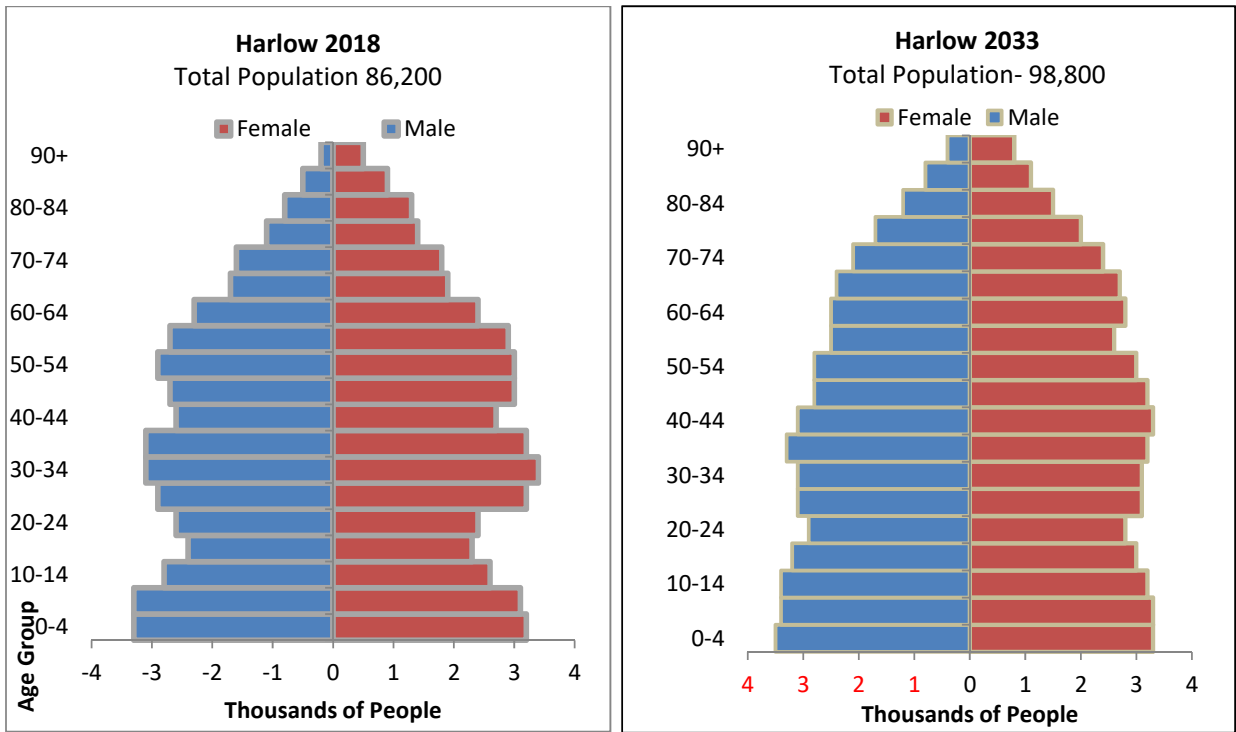 Harlow 2018
Total Population 86,200
Female Male
90+
80-84
70-74
60-64
50-54
40-44
30-34
20-24
10-14
0-4
Age Group
-4 -3 -2 -1 0 1 2 3 4
Thousands of People
Harlow 2033
Total Population- 98,800
Female Male
90+
80-84
70-74
60-64
50-54
40-44
30-34
20-24
10-14
0-4
4 3 2 1 0 1 2 3 4
Thousands of People